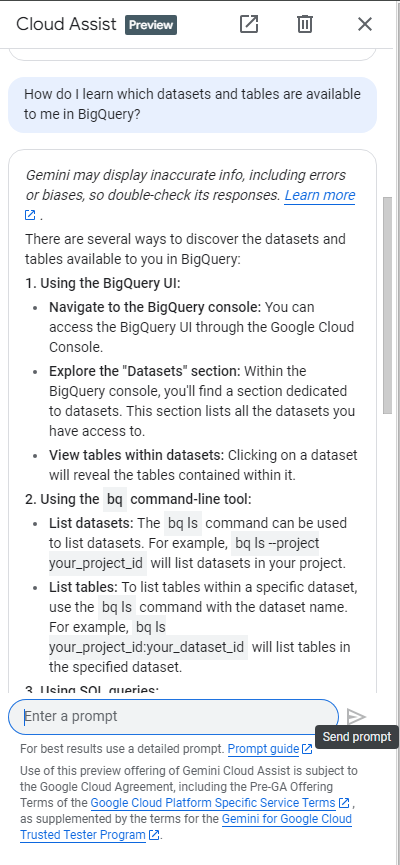 Cloud Assist Preview
How do I learn which datasets and tables are available
to me in BigQuery?
Gemini may display inaccurate info, including errors
or biases, so double-check its responses. Learn more
.
There are several ways to discover the datasets and
tables available to you in BigQuery:
1. Using the BigQuery UI:
• Navigate to the BigQuery console: You can
access the BigQuery UI through the Google Cloud
Console.
• Explore the "Datasets" section: Within the
BigQuery console, you'll find a section dedicated
to datasets. This section lists all the datasets you
have access to.
• View tables within datasets: Clicking on a dataset
will reveal the tables contained within it.
2. Using the bq command-line tool:
• List datasets: The bq ls command can be used
to list datasets. For example, bq ls --project
your_project_id will list datasets in your project.
• List tables: To list tables within a specific dataset,
use the bq ls command with the dataset name.
For example, bq ls
your_project_id:your_dataset_id will list tables in
the specified dataset.
3. Using SQL queries:
Enter a prompt
Send prompt
For best results use a detailed prompt. Prompt guide
Use of this preview offering of Gemini Cloud Assist is subject to
the Google Cloud Agreement, including the Pre-GA Offering
Terms of the Google Cloud Platform Specific Service Terms ,
as supplemented by the terms for the Gemini for Google Cloud
Trusted Tester Program .